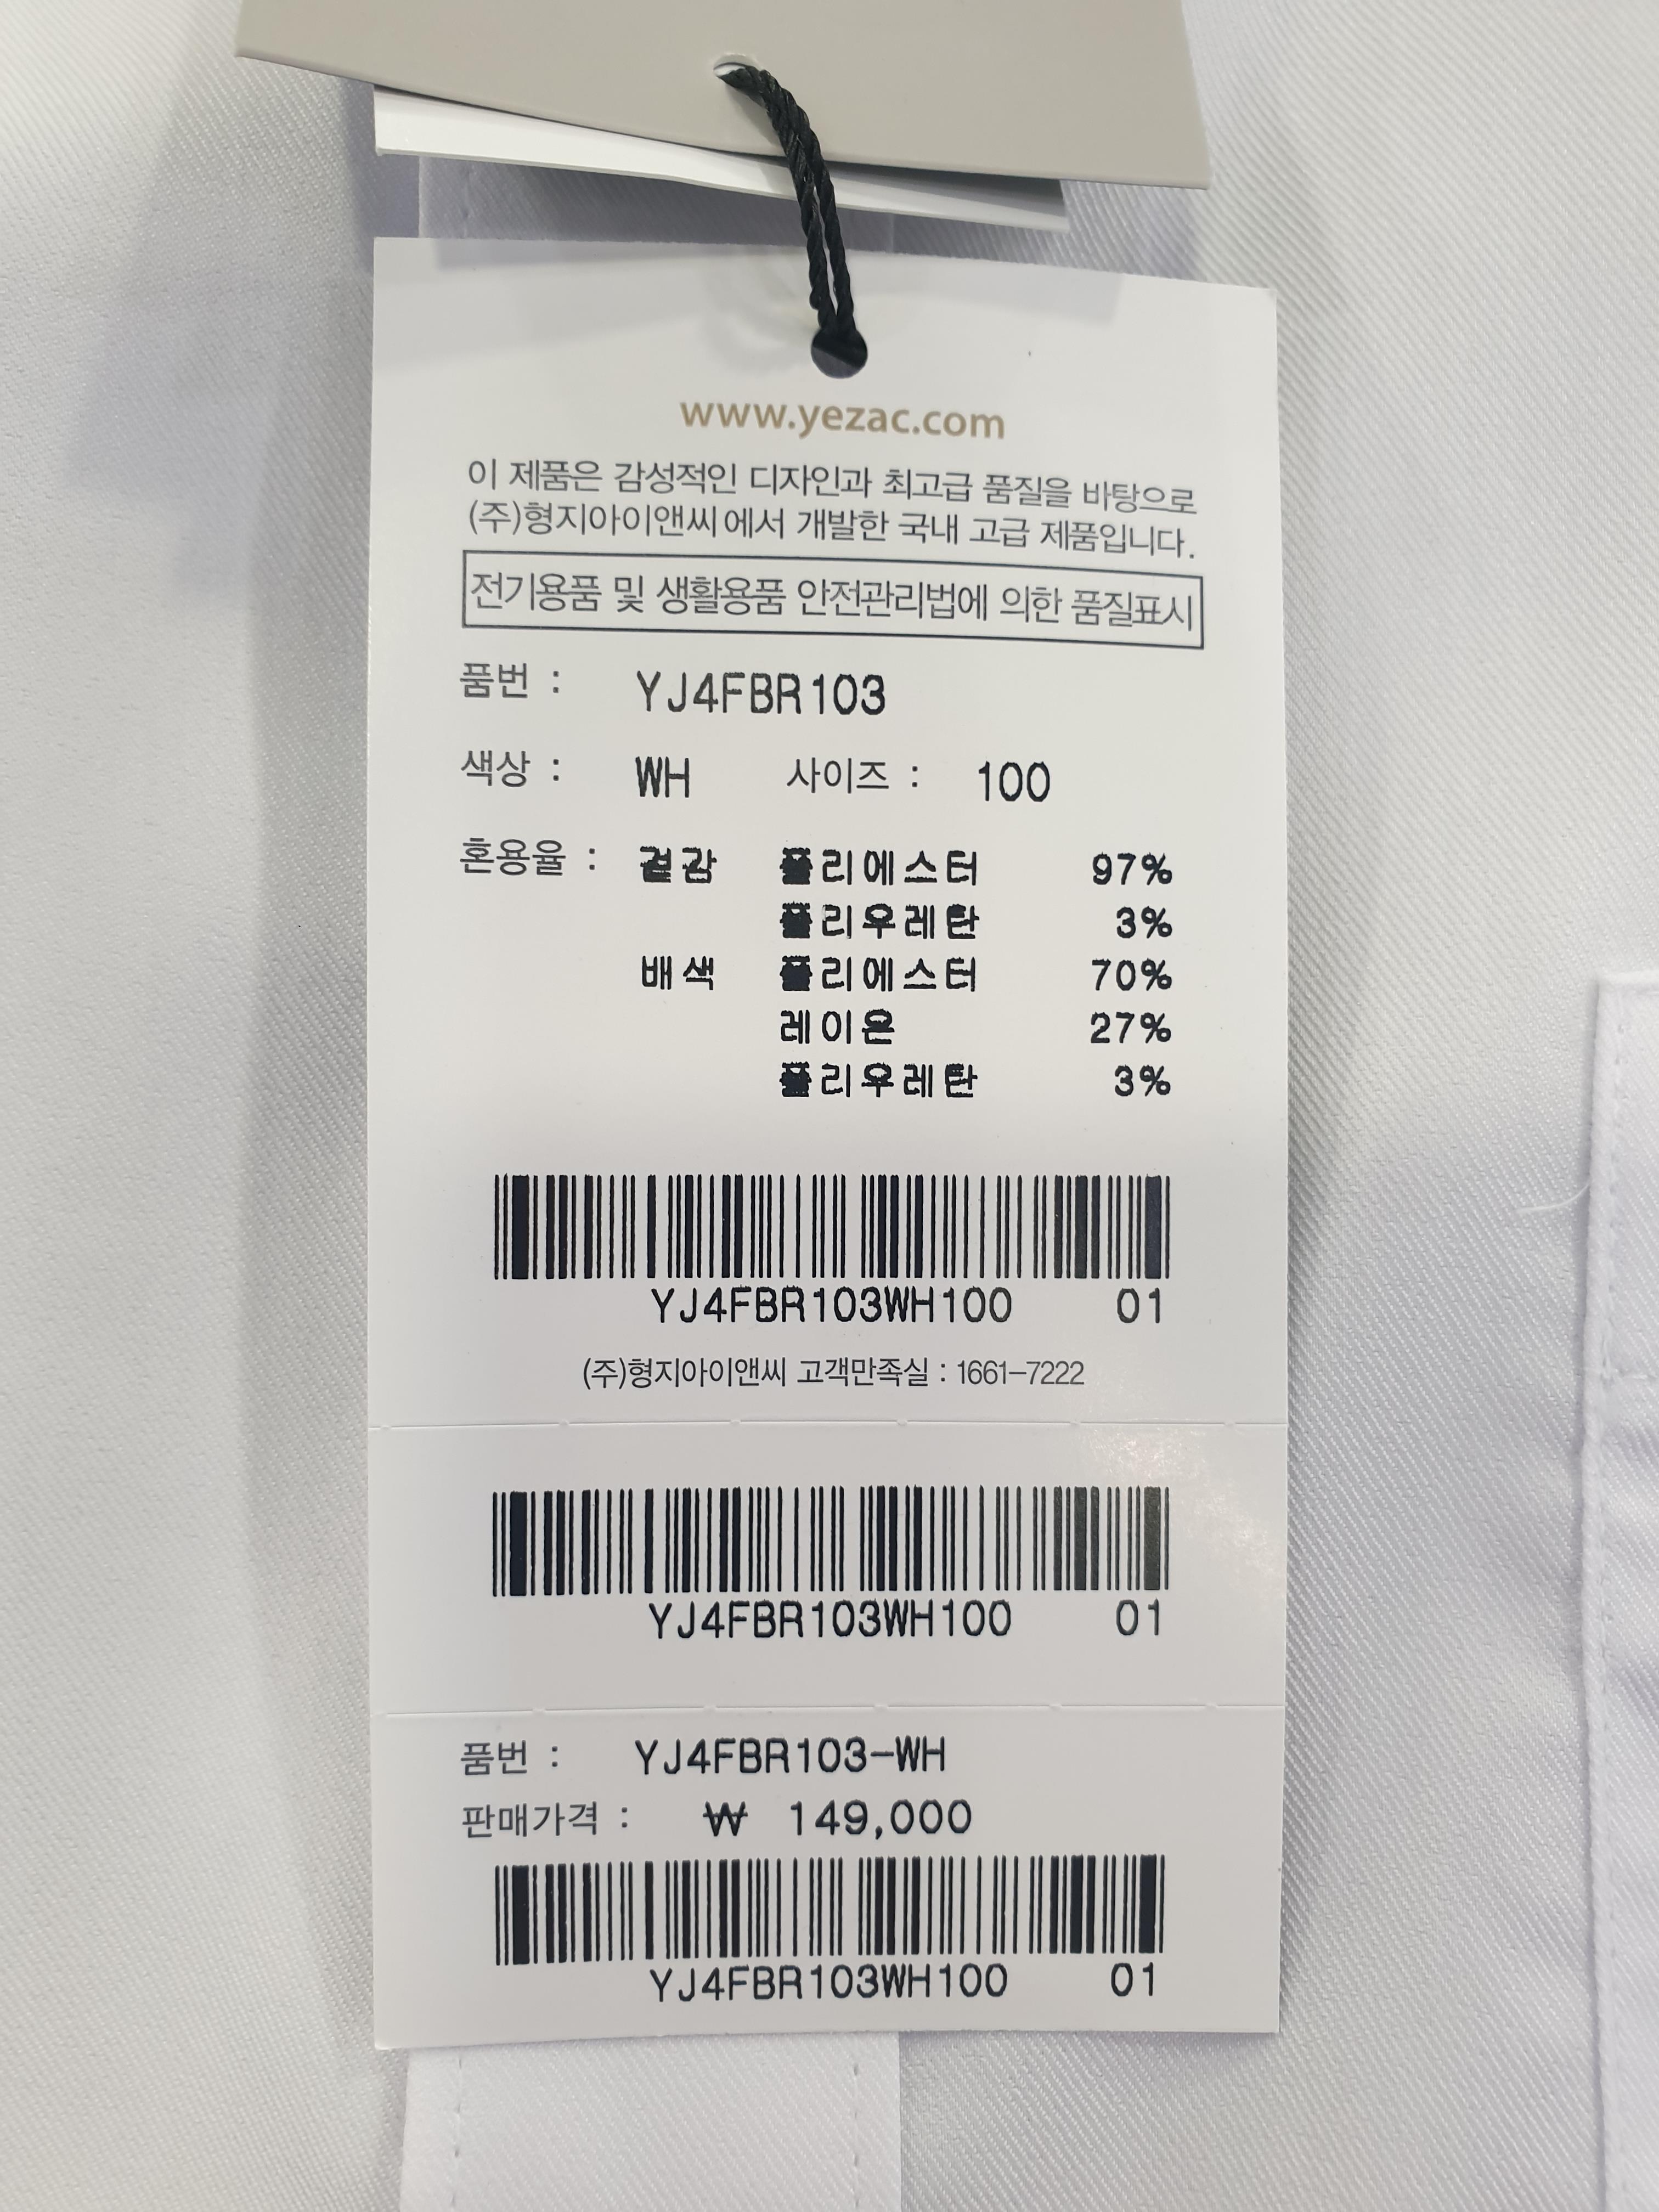 www.yezac.com
이 제품은 감성적인 디자인과 최고급 품질을 바탕으로
(주)형지아이앤씨에서 개발한 국내 고급 제품입니다.
전기용품 및 생활용품 안전관리법에 의한 품질표시
품번 : YJ4FBR103
색상 : WH 사이즈 : 100
혼용율 : 겉감 폴리에스터 97%
폴리우레탄 3%
배색 폴리에스터 70%
레이온 27%
폴리우레탄 3%
YJ4FBR103WH100 01
(주)형지아이앤씨 고객만족실 : 1661-7222
YJ4FBR103WH100 01
품번 : YJ4FBR103-WH
판매가격 : ₩ 149,000
YJ4FBR103WH100 01